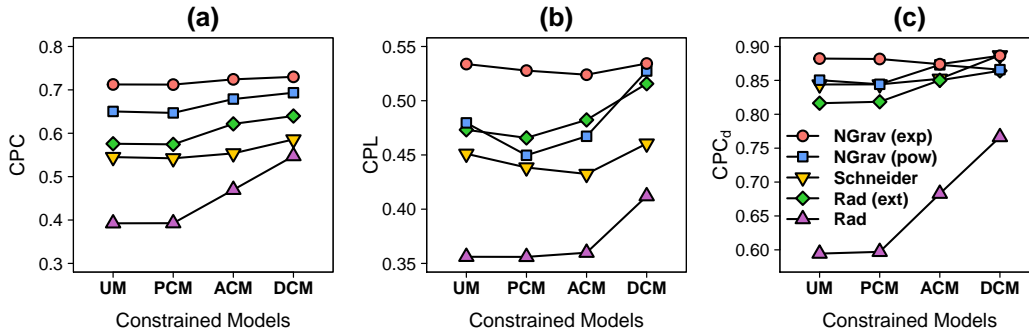 (a)
CPC
0.8
0.7
0.6
0.5
0.4
0.3
UM PCM ACM DCM
Constrained Models
(b)
CPL
0.55
0.50
0.45
0.40
0.35
UM PCM ACM DCM
Constrained Models
(c)
CPCd
0.90
0.85
0.80
0.75
0.70
0.65
0.60
NGrav (exp)
NGrav (pow)
Schneider
Rad (ext)
Rad
UM PCM ACM DCM
Constrained Models